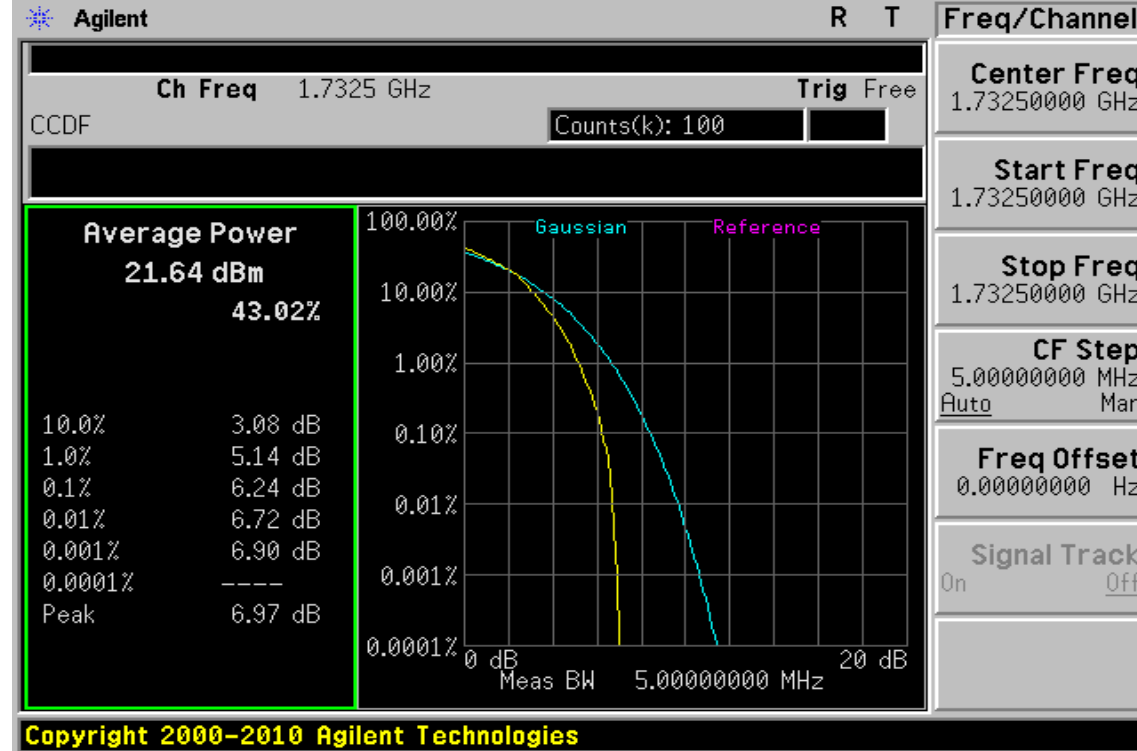 Agilent R T Freq/Channel
Ch Freq 1.7325 GHz Trig Free
CCDF Counts(k): 100
Average Power
21.64 dBm
43.02%
10.0% 3.08 dB
1.0% 5.14 dB
0.1% 6.24 dB
0.01% 6.72 dB
0.001% 6.90 dB
0.0001% ----
Peak 6.97 dB
Gaussian Reference
100.00%
10.00%
1.00%
0.10%
0.01%
0.001%
0.0001%
0 dB 20 dB
Meas BW 5.00000000 MHz
Center Freq
1.73250000 GHz
Start Freq
1.73250000 GHz
Stop Freq
1.73250000 GHz
CF Step
5.00000000 MHz
Auto Man
Freq Offset
0.00000000 Hz
Signal Track
On Off
Copyright 2000-2010 Agilent Technologies